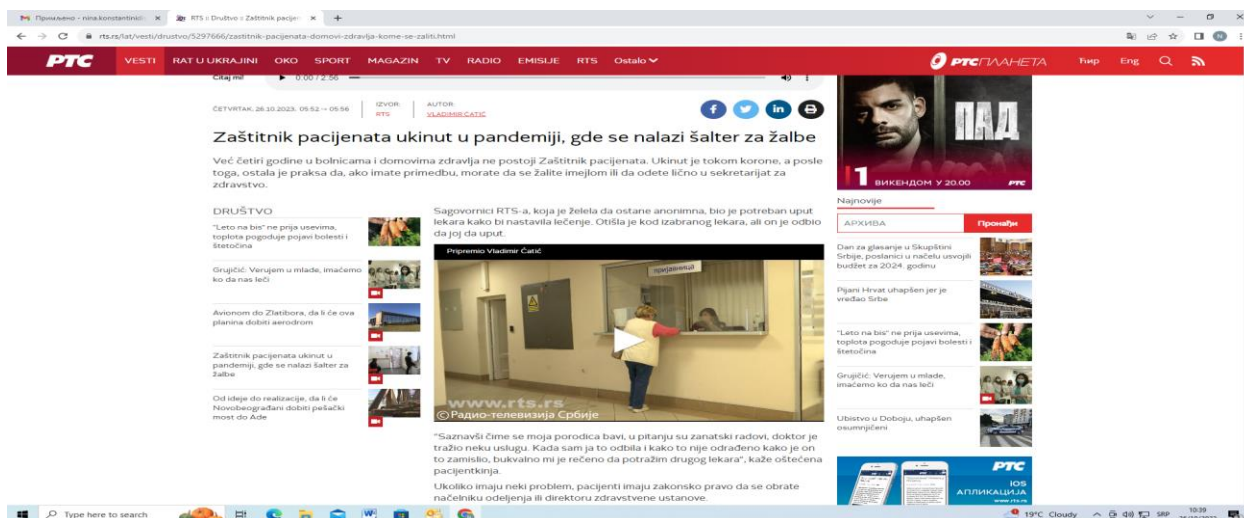 Примљено - nina.konstantinidi
RTS :: Društvo :: Zaštitnik pacijen
rts.rs/lat/vesti/drustvo/5297666/zastitnik-pacijenata-domovi-zdravlja-kome-se-zaliti.html
РТС VESTI RAT U UKRAJINI OKO SPORT MAGAZIN TV RADIO EMISIJE RTS Ostalo РТС ПЛАНЕТА Ћир Eng
Čitaj mi! 0:00 / 2:56
ČETVRTAK, 26.10.2023, 05:52 -> 05:56
IZVOR:
RTS
AUTOR:
VLADIMIR ĆATIĆ
Zaštitnik pacijenata ukinut u pandemiji, gde se nalazi šalter za žalbe
Već četiri godine u bolnicama i domovima zdravlja ne postoji Zaštitnik pacijenata. Ukinut je tokom korone, a posle
toga, ostala je praksa da, ako imate primedbu, morate da se žalite imejlom ili da odete lično u sekretarijat za
zdravstvo.
DRUŠTVO
"Leto na bis" ne prija usevima,
toplota pogoduje pojavi bolesti i
štetočina
Grujičić: Verujem u mlade, imaćemo
ko da nas leči
Avionom do Zlatibora, da li će ova
planina dobiti aerodrom
Zaštitnik pacijenata ukinut u
pandemiji, gde se nalazi šalter za
žalbe
Od ideje do realizacije, da li će
Novobeograđani dobiti pešački
most do Ade
Sagovornici RTS-a, koja je želela da ostane anonimna, bio je potreban uput
lekara kako bi nastavila lečenje. Otišla je kod izabranog lekara, ali on je odbio
da joj da uput.
Pripremio Vladimir Ćatić
пријавница
www.rts.rs
© Радио-телевизија Србије
"Saznavši čime se moja porodica bavi, u pitanju su zanatski radovi, doktor je
tražio neku uslugu. Kada sam ja to odbila i kako to nije odrađeno kako je on
to zamislio, bukvalno mi je rečeno da potražim drugog lekara", kaže oštećena
pacijentkinja.
Ukoliko imaju neki problem, pacijenti imaju zakonsko pravo da se obrate
načelniku odeljenja ili direktoru zdravstvene ustanove.
ПАД
1 ВИКЕНДОМ У 20.00 РТС
Najnovije
АРХИВА Пронађи
Dan za glasanje u Skupštini
Srbije, poslanici u načelu usvojili
budžet za 2024. godinu
Pijani Hrvat uhapšen jer je
vređao Srbe
"Leto na bis" ne prija usevima,
toplota pogoduje pojavi bolesti i
štetočina
Grujičić: Verujem u mlade,
imaćemo ko da nas leči
Ubistvo u Doboju, uhapšen
osumnjičeni
РТС
IOS
АПЛИКАЦИЈА
www.rts.rs
Type here to search
19°C Cloudy SRP 10:39